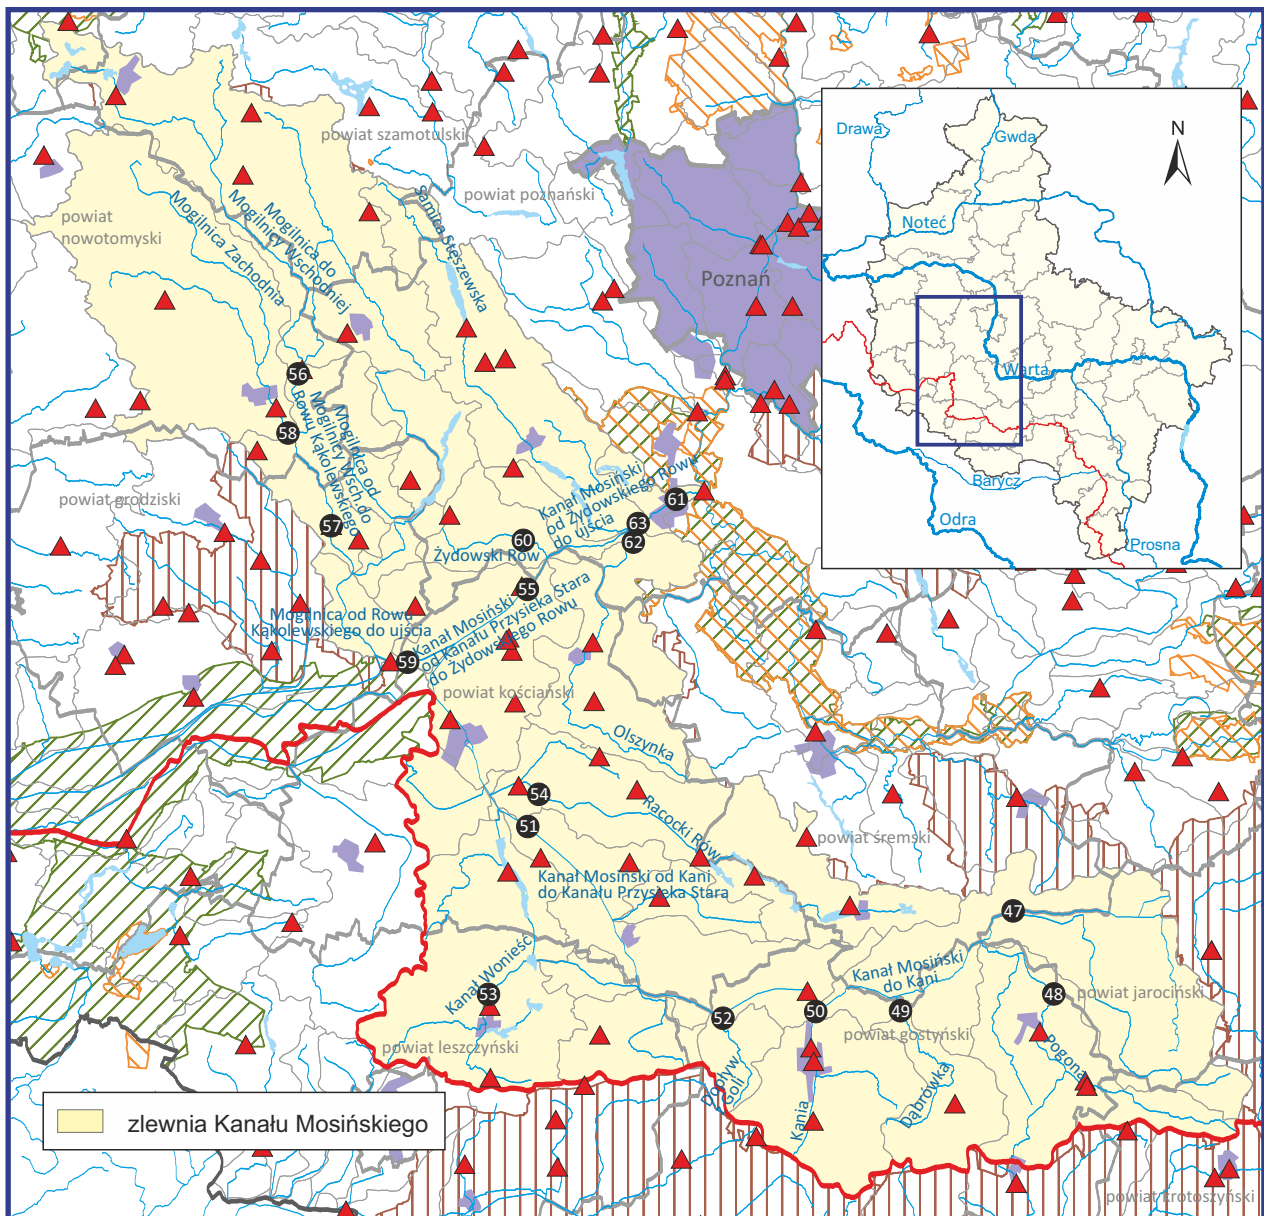 powiat szamotulski
powiat poznański
powiat
nowotomyski
Samica Stęszewska
Mogilnica do
Mogilnicy Wschodniej
Mogilnica Zachodnia
Poznań
Drawa
Gwda
N
Noteć
Warta
Barycz
Odra
Prosna
56
58
Mogilnica od
Mogilnicy Wsch.do
Rowu Kąkolewskiego
powiat grodziski
57
Kanał Mosiński
od Żydowskiego Rowu
do ujścia
61
63
62
60
Żydowski Rów
55
Mogilnica od Rowu
Kąkolewskiego do ujścia
Kanał Mosiński
od Kanału Przysieka Stara
do Żydowskiego Rowu
59
powiat kościański
Olszynka
54
51
Racocki Rów
powiat śremski
Kanał Mosiński od Kani
do Kanału Przysieka Stara
47
Kanał Wonieść
53
Kanał Mosiński
do Kani
48
powiat jarociński
52
50
49
powiat gostyński
powiat leszczyński
Pogona
Dopływ
Goli
Kania
Dąbrówka
zlewnia Kanału Mosińskiego
powiat krotoszyński